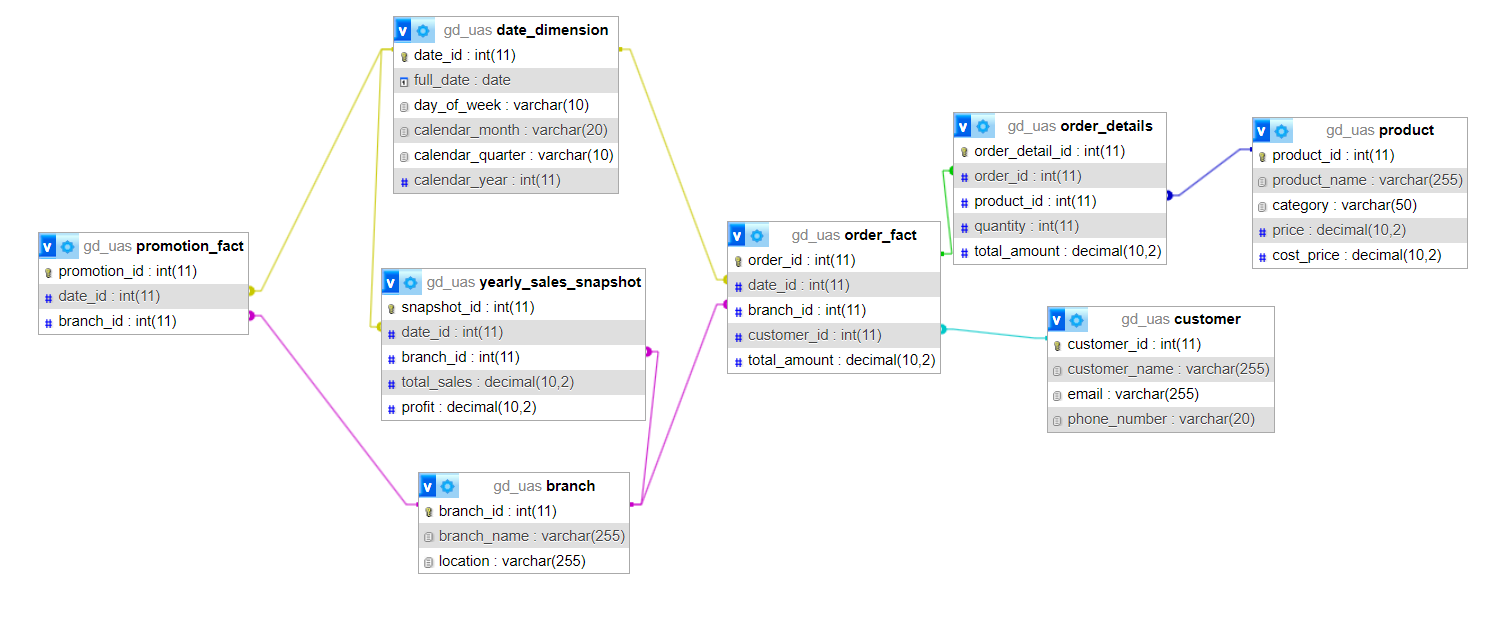 v gd_uas date_dimension
date_id : int(11)
full_date : date
day_of_week : varchar(10)
calendar_month : varchar(20)
calendar_quarter : varchar(10)
# calendar_year : int(11)
v gd_uas promotion_fact
promotion_id : int(11)
# date_id : int(11)
# branch_id : int(11)
v gd_uas yearly_sales_snapshot
snapshot_id : int(11)
# date_id : int(11)
# branch_id : int(11)
# total_sales : decimal(10,2)
# profit : decimal(10,2)
v gd_uas branch
branch_id : int(11)
branch_name : varchar(255)
location : varchar(255)
v gd_uas order_fact
order_id : int(11)
# date_id : int(11)
# branch_id : int(11)
# customer_id : int(11)
# total_amount : decimal(10,2)
v gd_uas order_details
order_detail_id : int(11)
# order_id : int(11)
# product_id : int(11)
# quantity : int(11)
# total_amount : decimal(10,2)
v gd_uas product
product_id : int(11)
product_name : varchar(255)
category : varchar(50)
# price : decimal(10,2)
# cost_price : decimal(10,2)
v gd_uas customer
customer_id : int(11)
customer_name : varchar(255)
email : varchar(255)
phone_number : varchar(20)